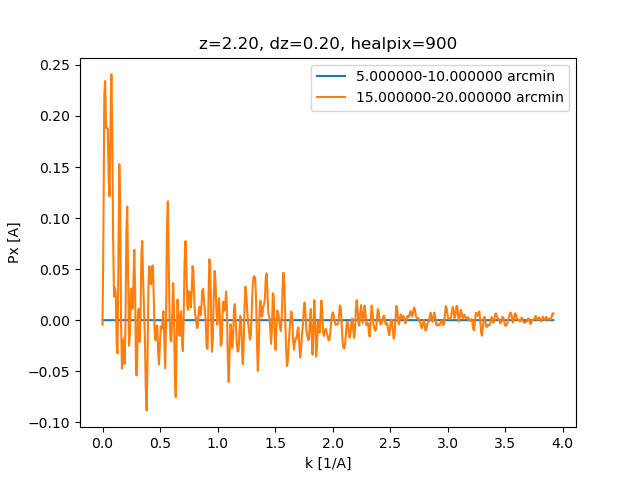 z=2.20, dz=0.20, healpix=900
5.000000-10.000000 arcmin
15.000000-20.000000 arcmin
Px [A]
0.25
0.20
0.15
0.10
0.05
0.00
−0.05
−0.10
0.0 0.5 1.0 1.5 2.0 2.5 3.0 3.5 4.0
k [1/A]